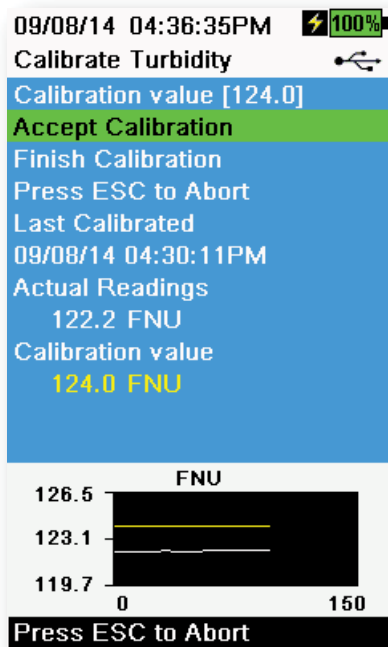 09/08/14 04:36:35PM 100%
Calibrate Turbidity
Calibration value [124.0]
Accept Calibration
Finish Calibration
Press ESC to Abort
Last Calibrated
09/08/14 04:30:11PM
Actual Readings
122.2 FNU
Calibration value
124.0 FNU
FNU
126.5
123.1
119.7
0 150
Press ESC to Abort